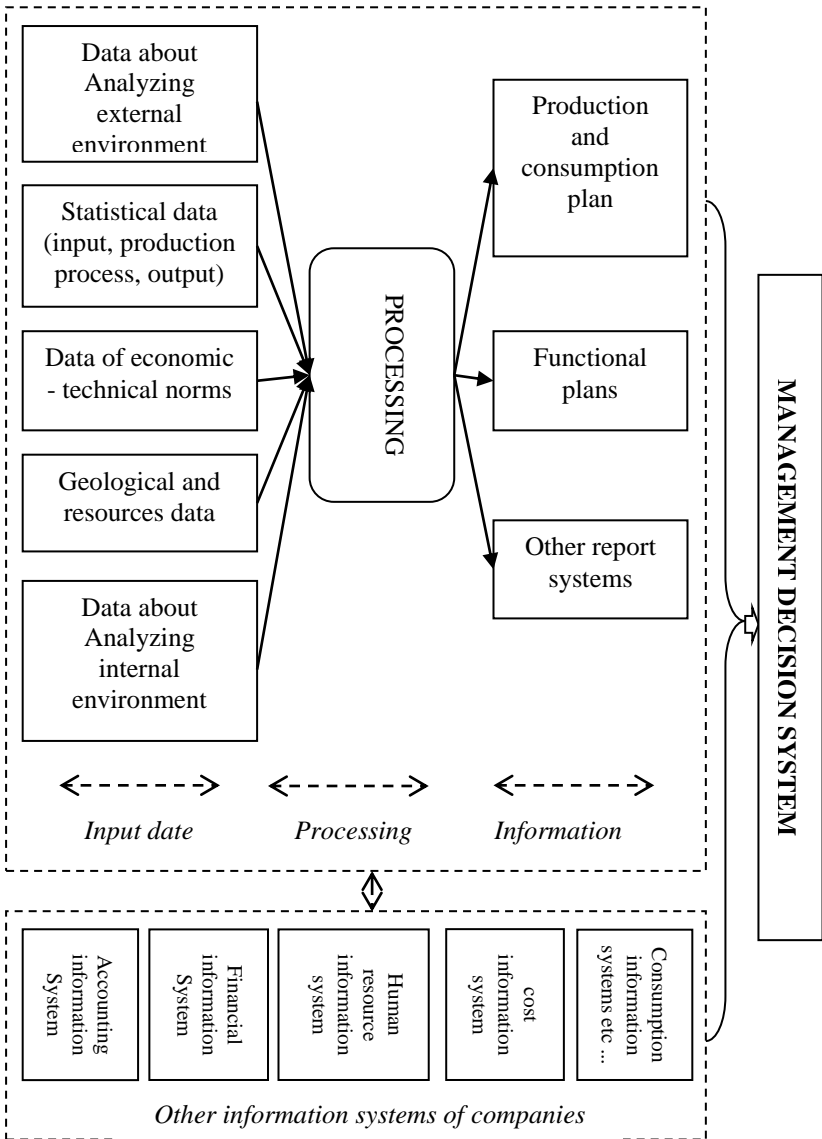 Data about
Analyzing
external
environment
Statistical data
(input, production
process, output)
Data of economic
- technical norms
Geological and
resources data
Data about
Analyzing
internal
environment
PROCESSING
Production
and
consumption
plan
Functional
plans
Other report
systems
MANAGEMENT DECISION SYSTEM
Input date
Processing
Information
Accounting
information
System
Financial
information
System
Human
resource
information
system
cost
information
system
Consumption
information
systems etc ...
Other information systems of companies